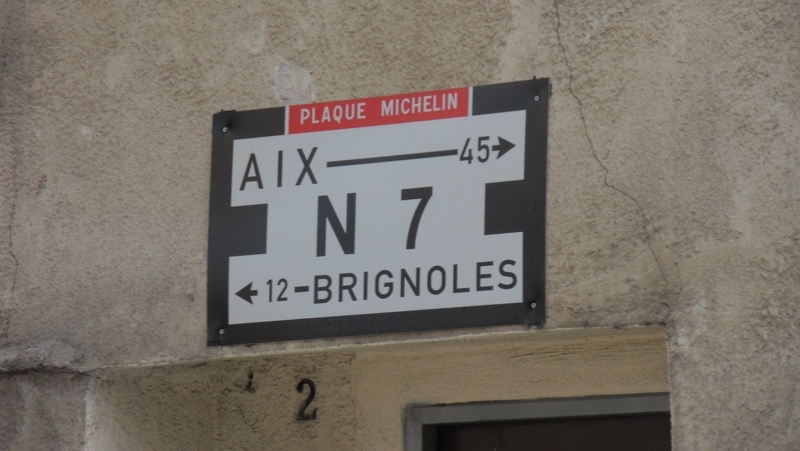 PLAQUE MICHELIN
AIX 45
N 7
12-BRIGNOLES
2